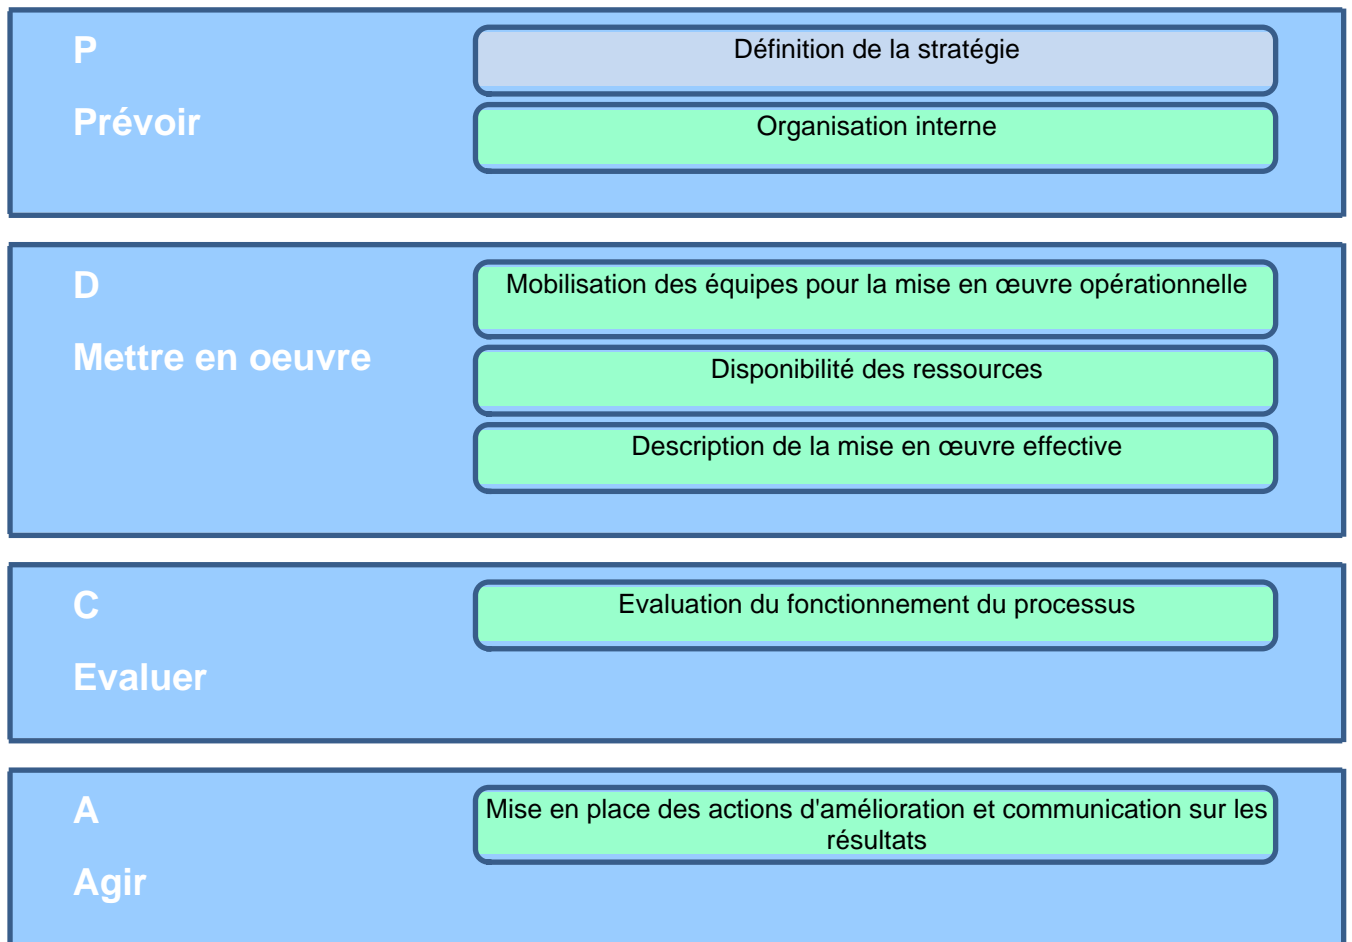 P
Prévoir
Définition de la stratégie
Organisation interne
D
Mettre en oeuvre
Mobilisation des équipes pour la mise en œuvre opérationnelle
Disponibilité des ressources
Description de la mise en œuvre effective
C
Evaluer
Evaluation du fonctionnement du processus
A
Agir
Mise en place des actions d'amélioration et communication sur les
résultats